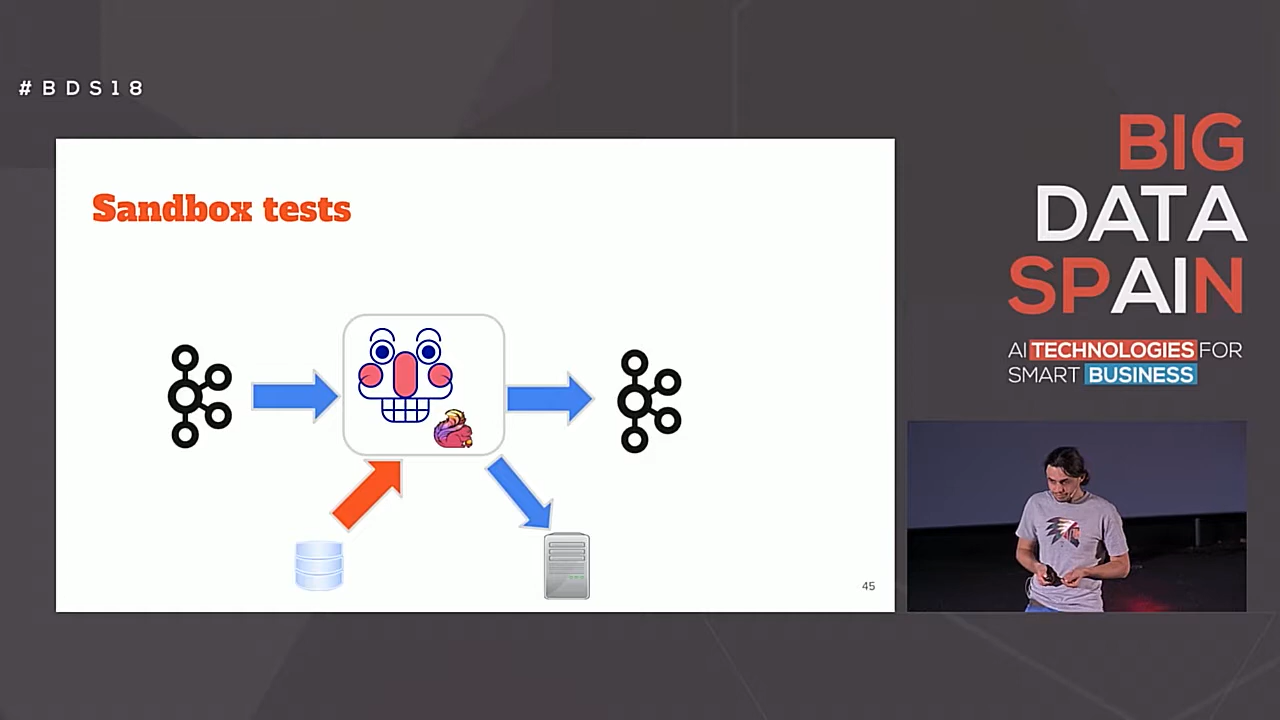 #BDS18
Sandbox tests
45
BIG
DATA
SPAIN
AI TECHNOLOGIES FOR
SMART BUSINESS